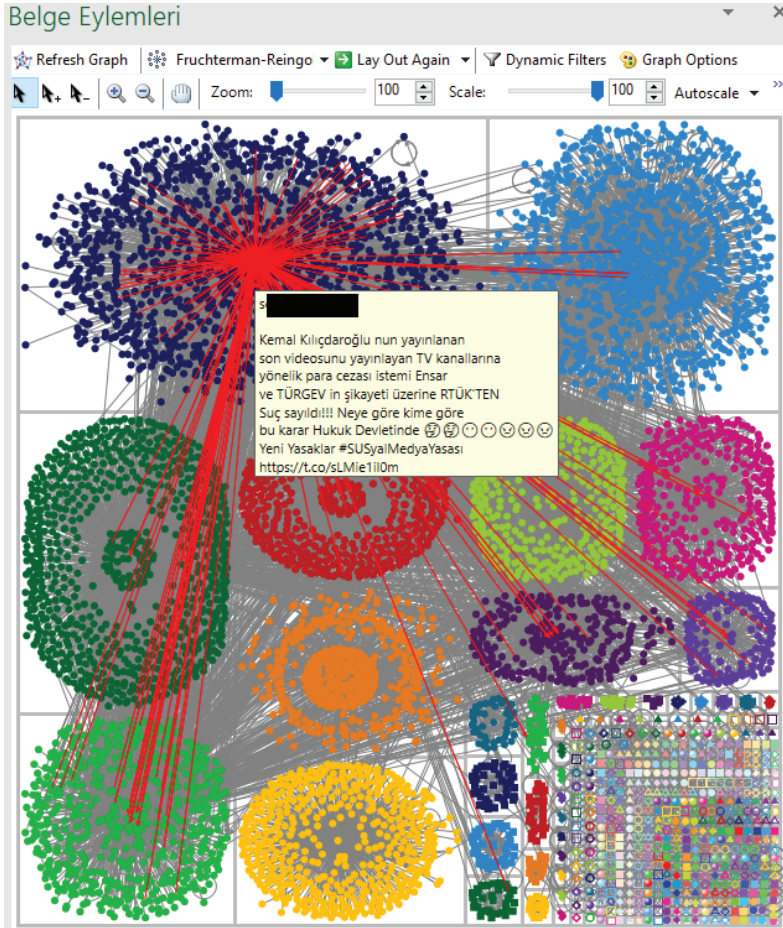 Belge Eylemleri
Refresh Graph Fruchterman-Reingo Lay Out Again Dynamic Filters Graph Options
Zoom: 100 Scale: 100 Autoscale
s
Kemal Kılıçdaroğlu nun yayınlanan
son videosunu yayınlayan TV kanallarına
yönelik para cezası istemi Ensar
ve TÜRGEV in şikayeti üzerine RTÜK'TEN
Suç sayıldı!!! Neye göre kime göre
bu karar Hukuk Devletinde
Yeni Yasaklar #SUSyalMedyaYasası
https://t.co/sLMie1il0m